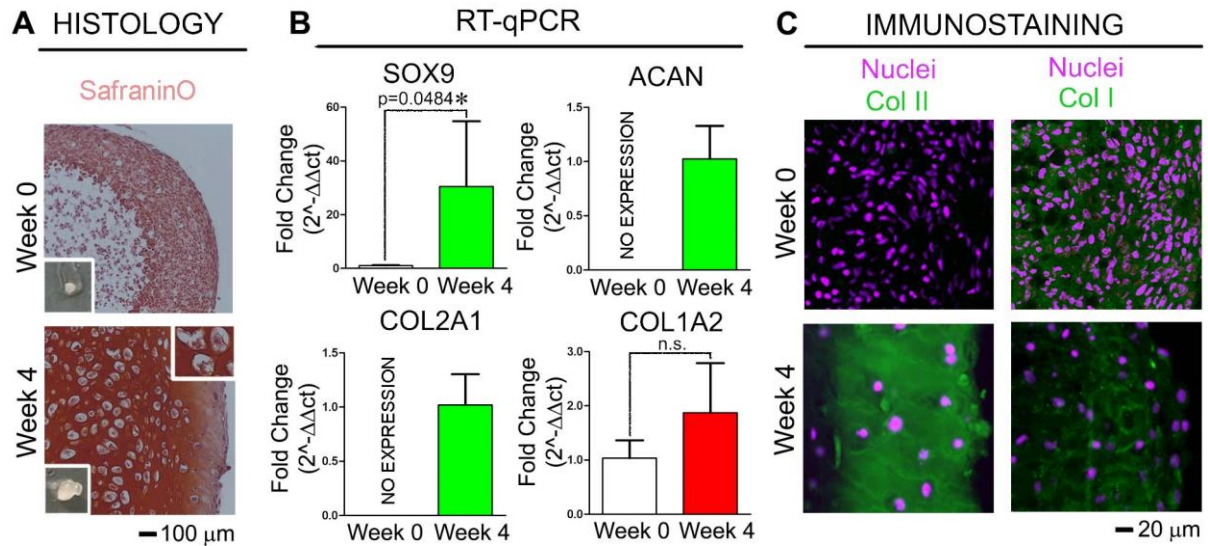 A HISTOLOGY
SafraninO
Week 0
Week 4
100 µm
B RT-qPCR
SOX9
p=0.0484*
Fold Change
(2^-ΔΔct)
60
40
20
0
Week 0 Week 4
ACAN
Fold Change
(2^-ΔΔct)
1.5
1.0
0.5
0.0
NO EXPRESSION
Week 0 Week 4
COL2A1
Fold Change
(2^-ΔΔct)
1.5
1.0
0.5
0.0
NO EXPRESSION
Week 0 Week 4
COL1A2
n.s.
Fold Change
(2^-ΔΔct)
3.0
2.0
1.0
0.0
Week 0 Week 4
C IMMUNOSTAINING
Nuclei
Col II
Nuclei
Col I
Week 0
Week 4
20 µm